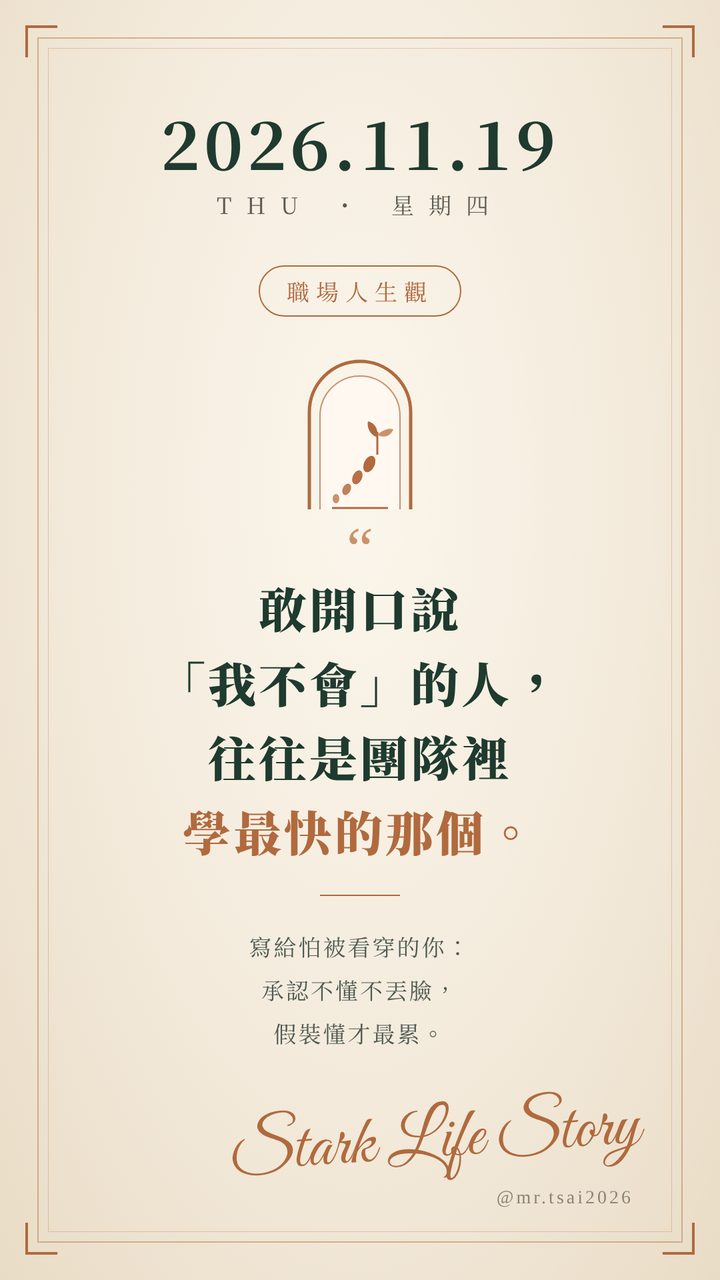 2026.11.19
THU · 星期四
職場人生觀
“
敢開口說
「我不會」的人，
往往是團隊裡
學最快的那個。
寫給怕被看穿的你：
承認不懂不丟臉，
假裝懂才最累。
Stark Life Story
@mr.tsai2026